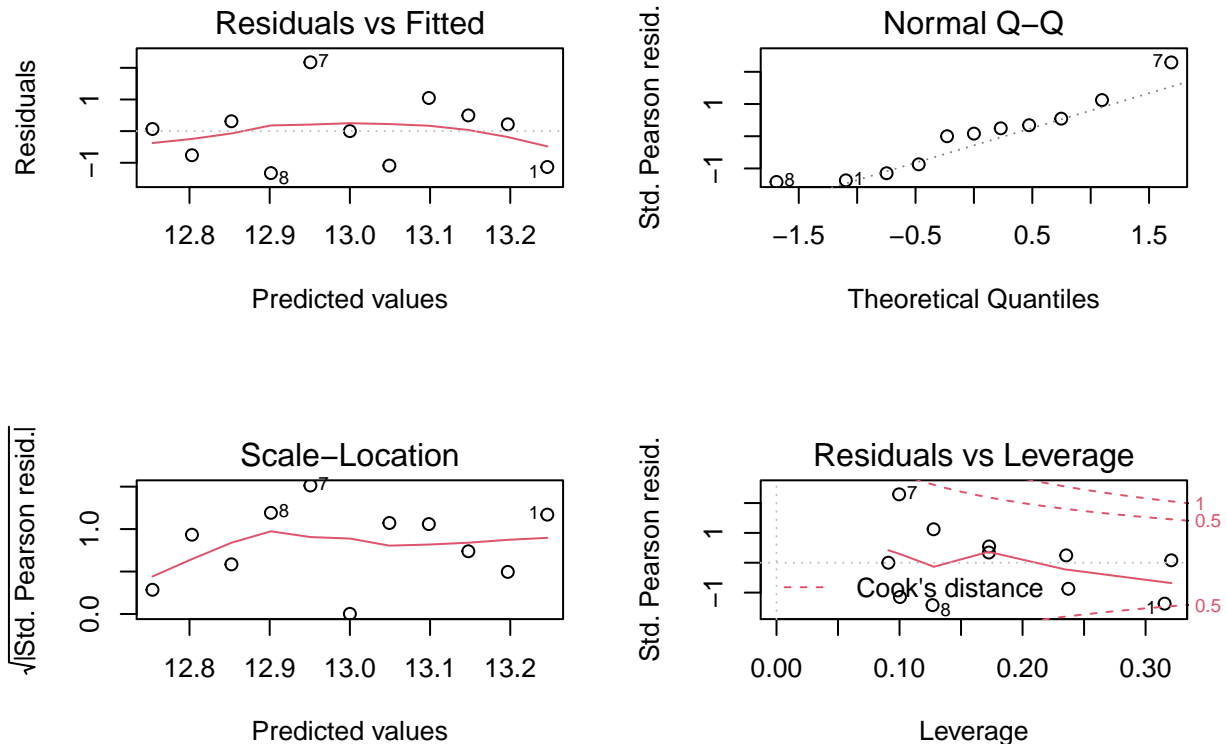 Residuals vs Fitted
Residuals
−1
1
7
8
1
12.8 12.9 13.0 13.1 13.2
Predicted values
Normal Q−Q
Std. Pearson resid.
−1
1
7
8
1
−1.5 −0.5 0.5 1.5
Theoretical Quantiles
Scale−Location
√|Std. Pearson resid.|
0.0
1.0
7
8
1
12.8 12.9 13.0 13.1 13.2
Predicted values
Residuals vs Leverage
Std. Pearson resid.
−1
1
7
8
1
1
0.5
0.5
Cook's distance
0.00 0.10 0.20 0.30
Leverage